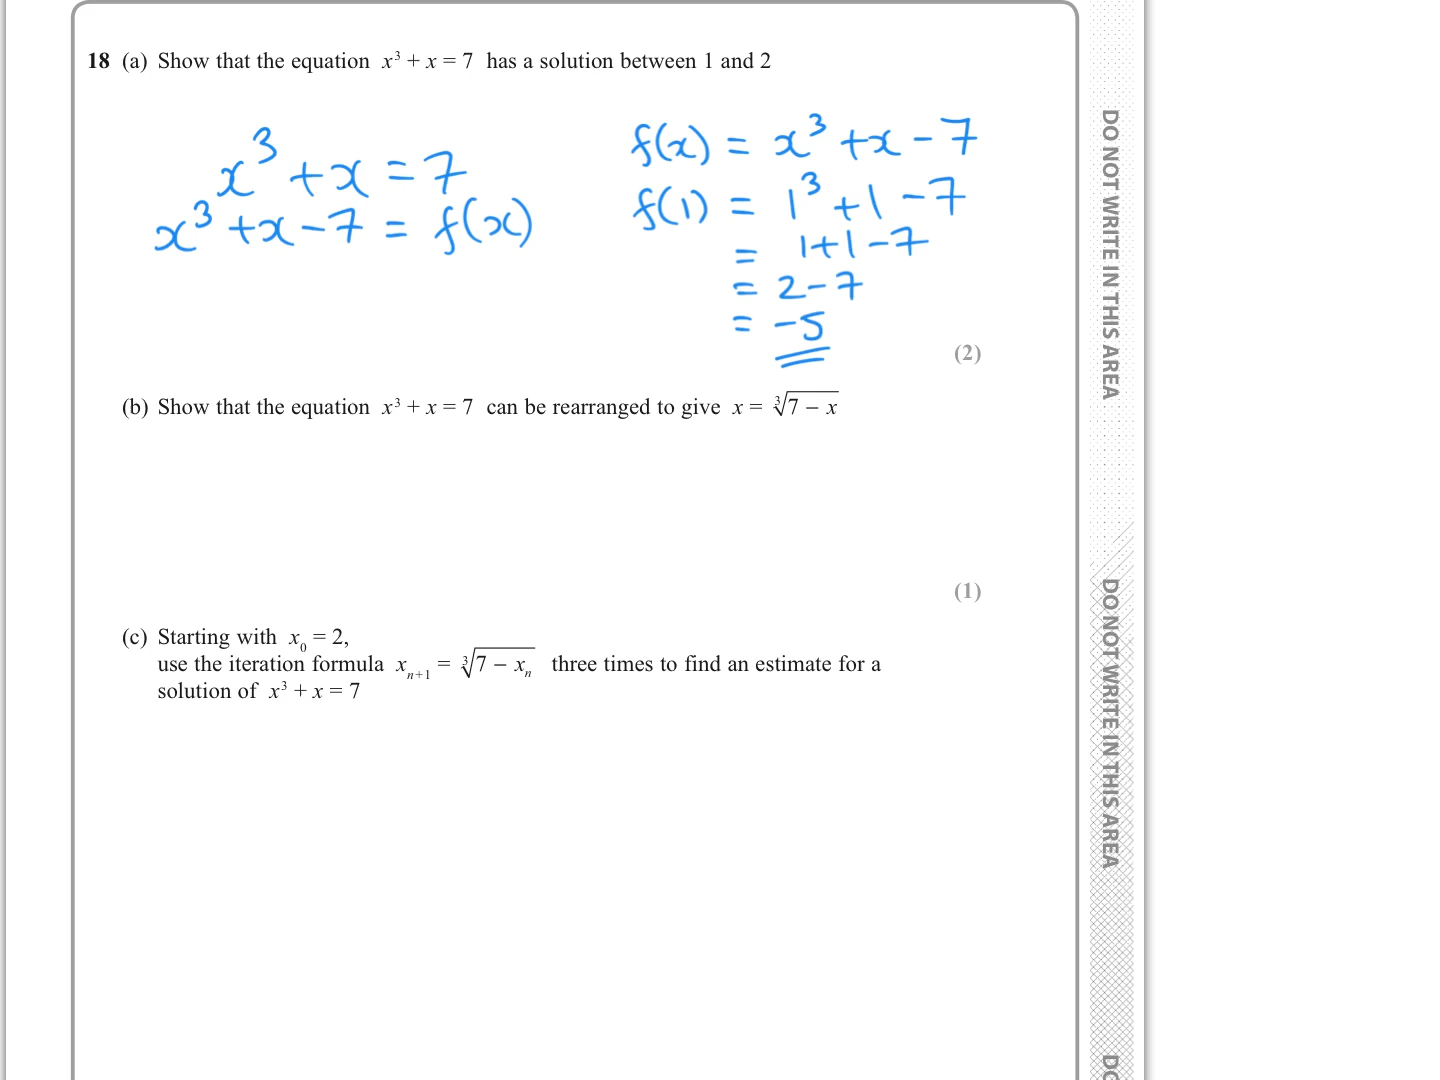 18 (a) Show that the equation x³ + x = 7 has a solution between 1 and 2
x³ + x = 7
x³ + x − 7 = f(x)
f(x) = x³ + x − 7
f(1) = 1³ + 1 − 7
= 1 + 1 − 7
= 2 − 7
= −5
(2)
(b) Show that the equation x³ + x = 7 can be rearranged to give x = ∛(7 − x)
(1)
(c) Starting with x₀ = 2,
use the iteration formula xₙ₊₁ = ∛(7 − xₙ) three times to find an estimate for a
solution of x³ + x = 7
DO NOT WRITE IN THIS AREA
DO NOT WRITE IN THIS AREA
DO